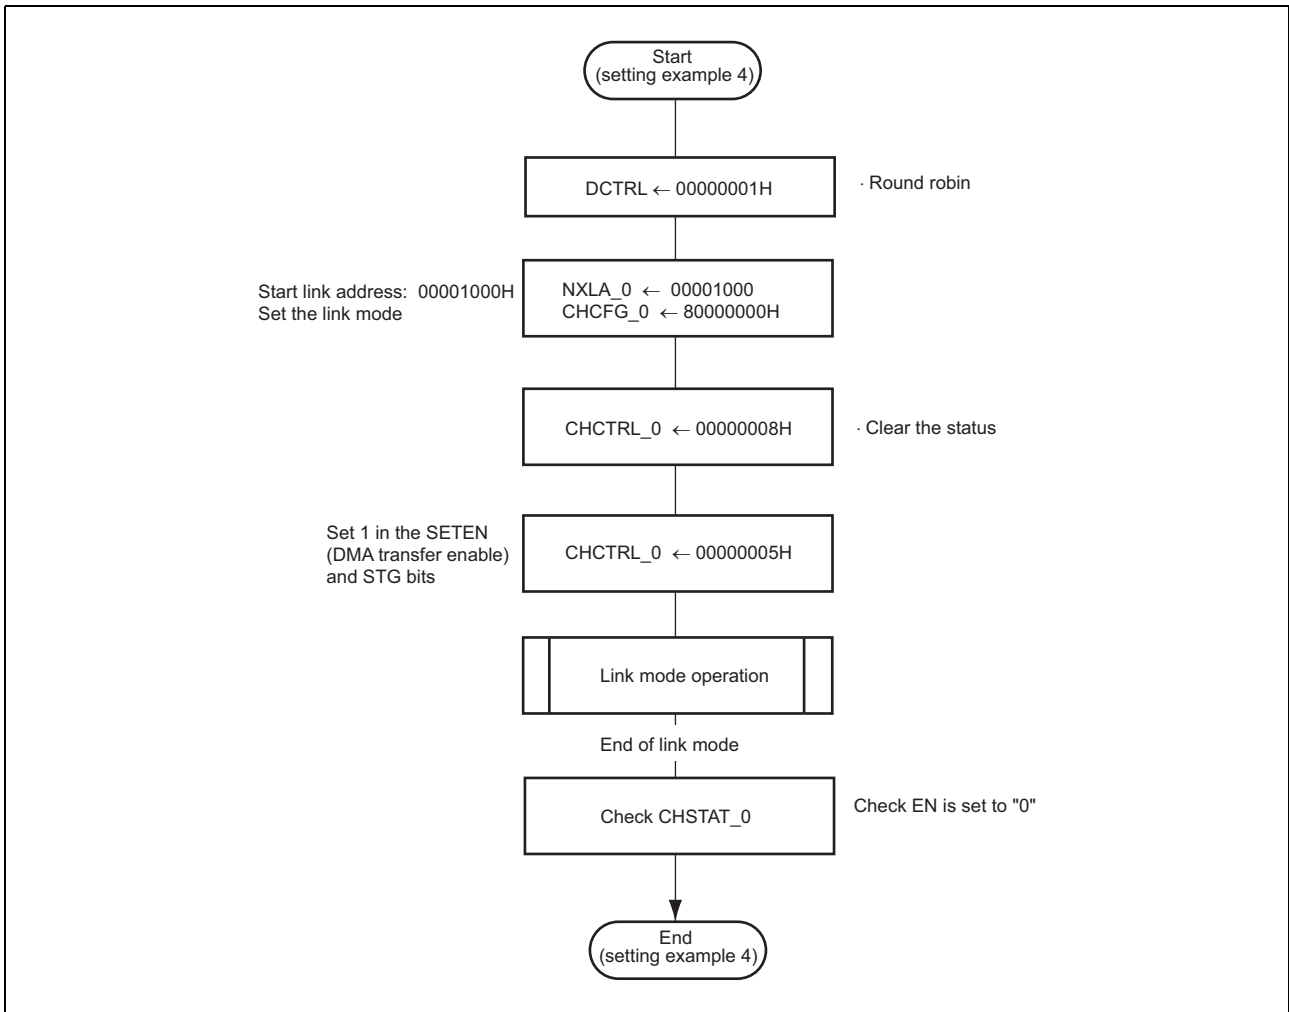 Start
(setting example 4)
DCTRL ← 00000001H
· Round robin
Start link address: 00001000H
Set the link mode
NXLA_0 ← 00001000
CHCFG_0 ← 80000000H
CHCTRL_0 ← 00000008H
· Clear the status
Set 1 in the SETEN
(DMA transfer enable)
and STG bits
CHCTRL_0 ← 00000005H
Link mode operation
End of link mode
Check CHSTAT_0
Check EN is set to "0"
End
(setting example 4)